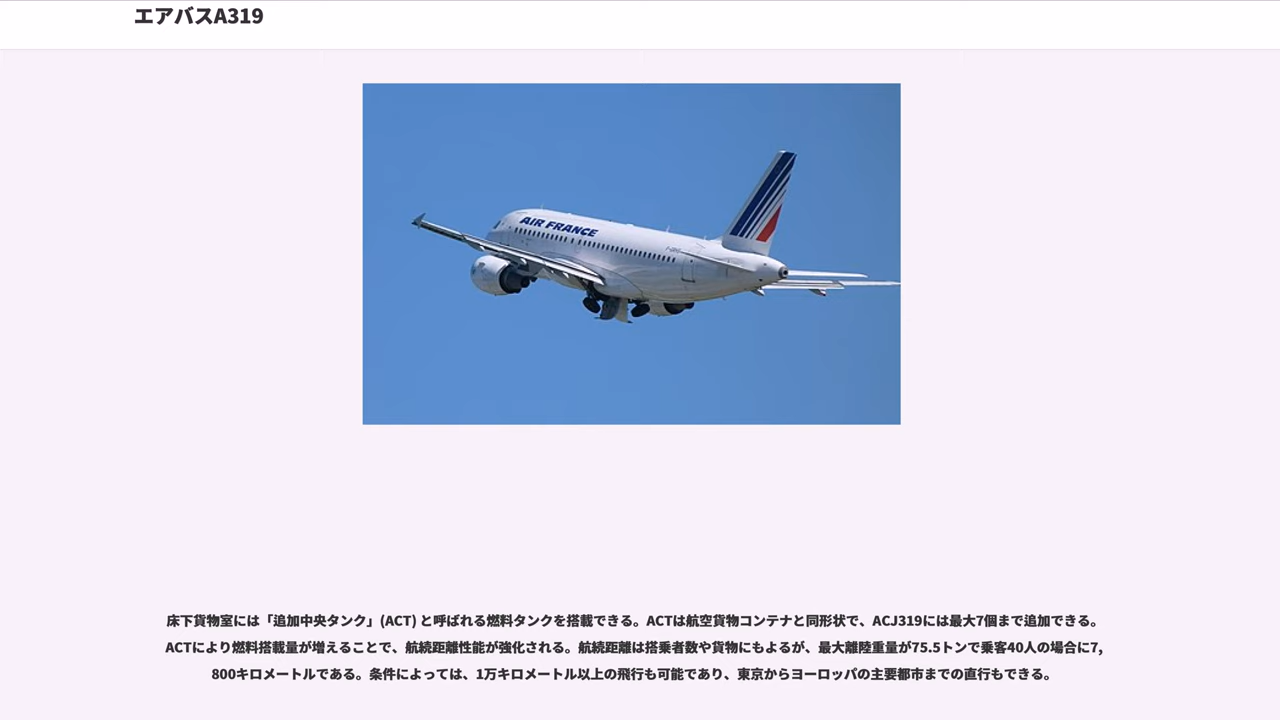 エアバスA319
AIR FRANCE
床下貨物室には「追加中央タンク」(ACT) と呼ばれる燃料タンクを搭載できる。ACTは航空貨物コンテナと同形状で、ACJ319には最大7個まで追加できる。
ACTにより燃料搭載量が増えることで、航続距離性能が強化される。航続距離は搭乗者数や貨物にもよるが、最大離陸重量が75.5トンで乗客40人の場合に7,
800キロメートルである。条件によっては、1万キロメートル以上の飛行も可能であり、東京からヨーロッパの主要都市までの直行もできる。